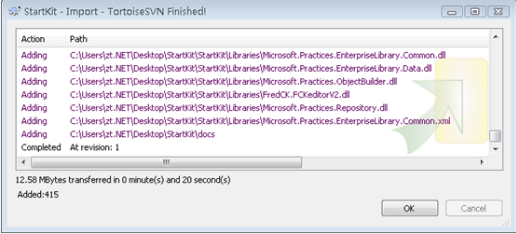 StartKit - Import - TortoiseSVN Finished!
Action Path
Adding C:\Users\zt.NET\Desktop\StartKit\StartKit\Libraries\Microsoft.Practices.EnterpriseLibrary.Common.dll
Adding C:\Users\zt.NET\Desktop\StartKit\StartKit\Libraries\Microsoft.Practices.EnterpriseLibrary.Data.dll
Adding C:\Users\zt.NET\Desktop\StartKit\StartKit\Libraries\Microsoft.Practices.ObjectBuilder.dll
Adding C:\Users\zt.NET\Desktop\StartKit\StartKit\Libraries\FredCK.FCKeditorV2.dll
Adding C:\Users\zt.NET\Desktop\StartKit\StartKit\Libraries\Microsoft.Practices.Repository.dll
Adding C:\Users\zt.NET\Desktop\StartKit\StartKit\Libraries\Microsoft.Practices.EnterpriseLibrary.Common.xml
Adding C:\Users\zt.NET\Desktop\StartKit\docs
Completed At revision: 1
12.58 MBytes transferred in 0 minute(s) and 20 second(s)
Added:415
OK Cancel